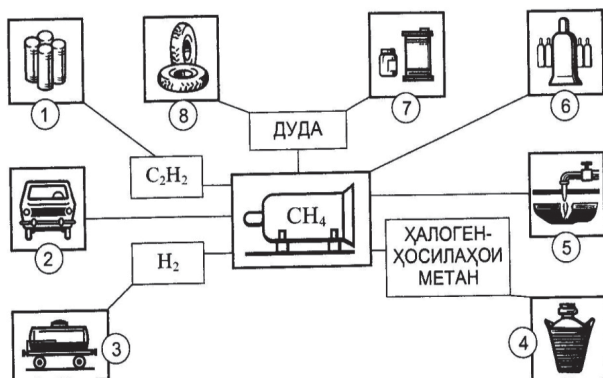 1
8
7
6
ДУДА
C₂H₂
CH₄
2
H₂
ҲАЛОГЕН-
ҲОСИЛАҲОИ
МЕТАН
5
3
4